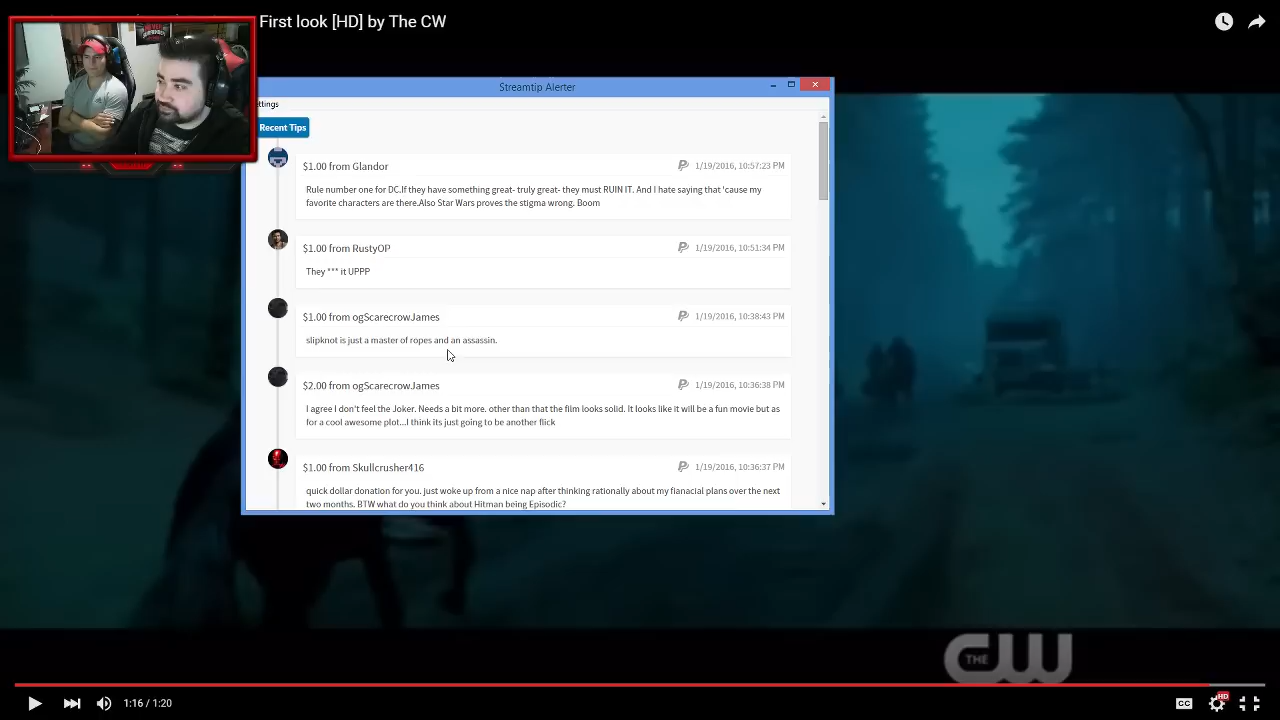 First look [HD] by The CW
Streamtip Alerter
ettings
Recent Tips
$1.00 from Glandor
1/19/2016, 10:57:23 PM
Rule number one for DC.If they have something great- truly great- they must RUIN IT. And I hate saying that 'cause my
favorite characters are there.Also Star Wars proves the stigma wrong. Boom
$1.00 from RustyOP
1/19/2016, 10:51:34 PM
They *** it UPPP
$1.00 from ogScarecrowJames
1/19/2016, 10:38:43 PM
slipknot is just a master of ropes and an assassin.
$2.00 from ogScarecrowJames
1/19/2016, 10:36:38 PM
I agree I don't feel the Joker. Needs a bit more. other than that the film looks solid. It looks like it will be a fun movie but as
for a cool awesome plot...I think its just going to be another flick
$1.00 from Skullcrusher416
1/19/2016, 10:36:37 PM
quick dollar donation for you. just woke up from a nice nap after thinking rationally about my fianacial plans over the next
two months. BTW what do you think about Hitman being Episodic?
THE CW
1:16 / 1:20
CC
HD